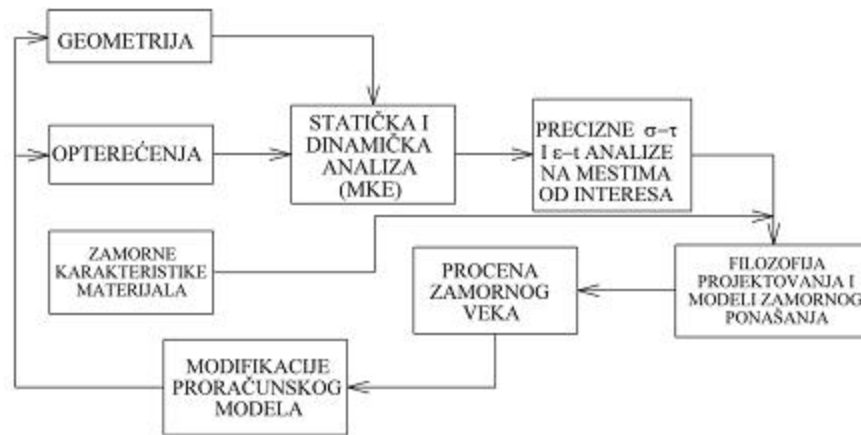 GEOMETRIJA
OPTEREĆENJA
STATIČKA I
DINAMIČKA
ANALIZA
(MKE)
PRECIZNE σ–τ
I ε–t ANALIZE
NA MESTIMA
OD INTERESA
ZAMORNE
KARAKTERISTIKE
MATERIJALA
PROCENA
ZAMORNOG
VEKA
FILOZOFIJA
PROJEKTOVANJA I
MODELI ZAMORNOG
PONAŠANJA
MODIFIKACIJE
PRORAČUNSKOG
MODELA